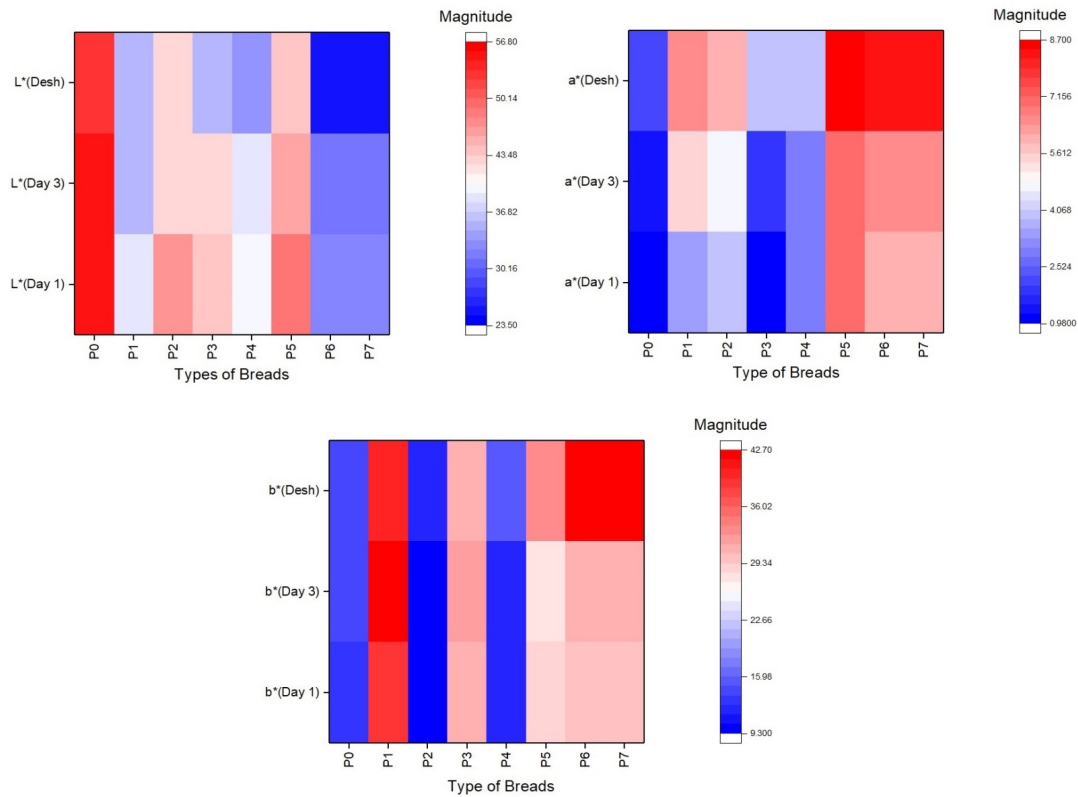 Magnitude
L*(Desh)
L*(Day 3)
L*(Day 1)
P0 P1 P2 P3 P4 P5 P6 P7
Types of Breads
56.80
50.14
43.48
36.82
30.16
23.50
Magnitude
a*(Desh)
a*(Day 3)
a*(Day 1)
P0 P1 P2 P3 P4 P5 P6 P7
Type of Breads
8.700
7.156
5.612
4.068
2.524
0.9800
Magnitude
b*(Desh)
b*(Day 3)
b*(Day 1)
P0 P1 P2 P3 P4 P5 P6 P7
Type of Breads
42.70
36.02
29.34
22.66
15.98
9.300